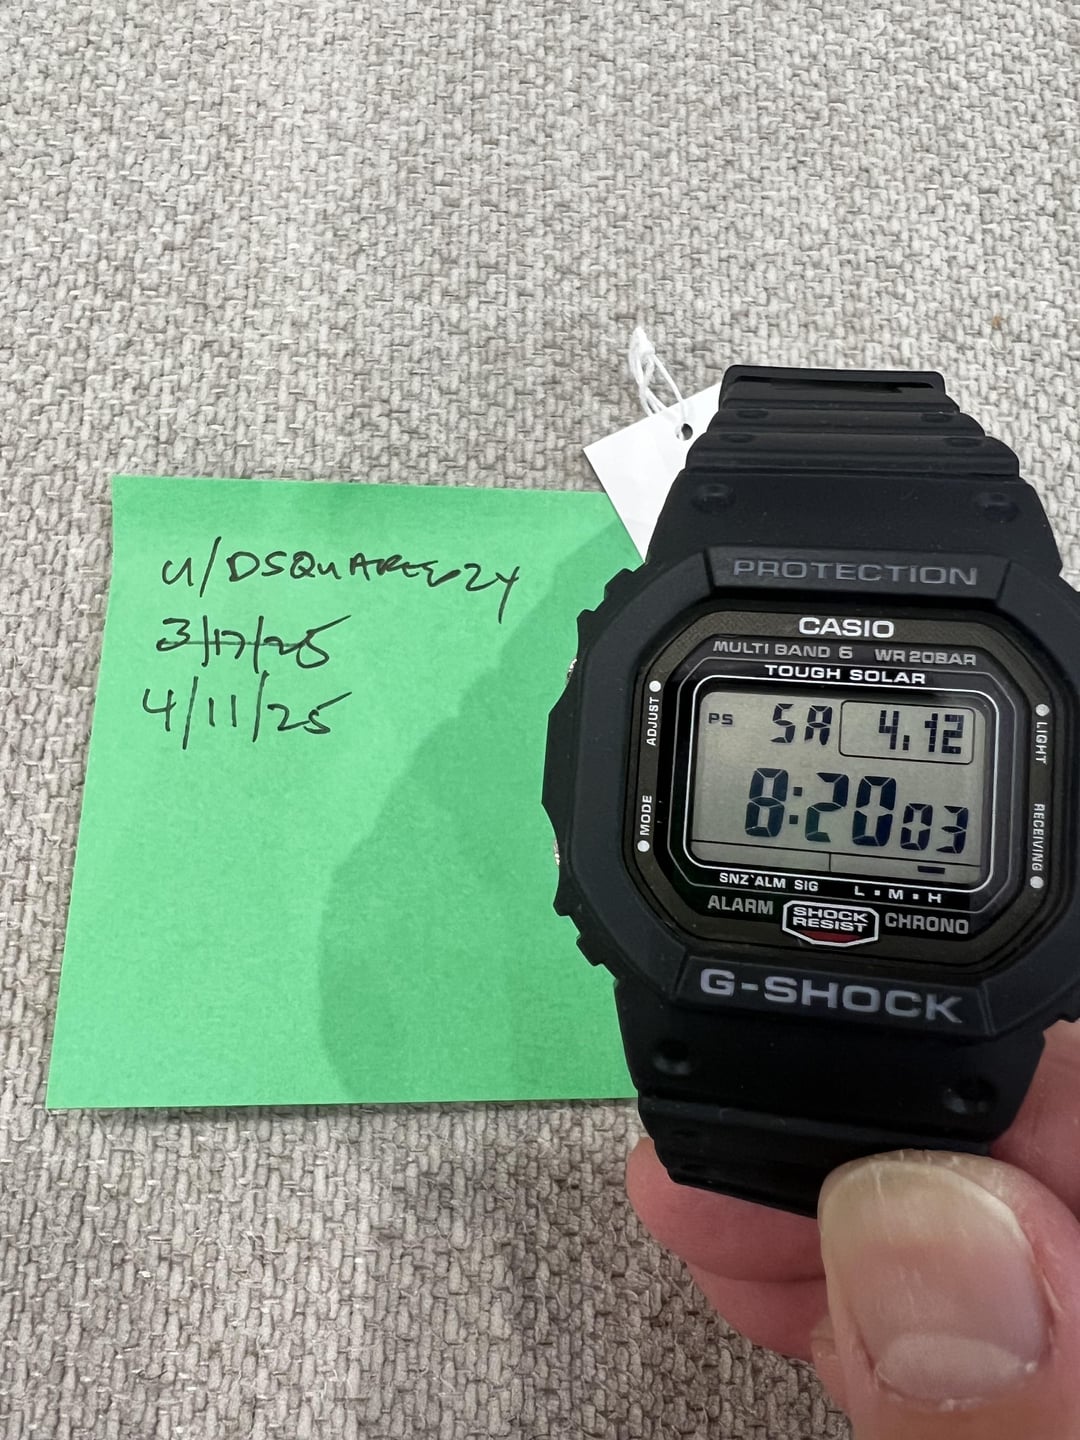 u/DSQUARED24
3/17/25
4/11/25
PROTECTION
CASIO
MULTI BAND 6 WR20BAR
TOUGH SOLAR
ADJUST
LIGHT
PS SA 4.12
8:20 03
MODE
RECEIVING
SNZ ALM SIG L M H
ALARM SHOCK RESIST CHRONO
G-SHOCK